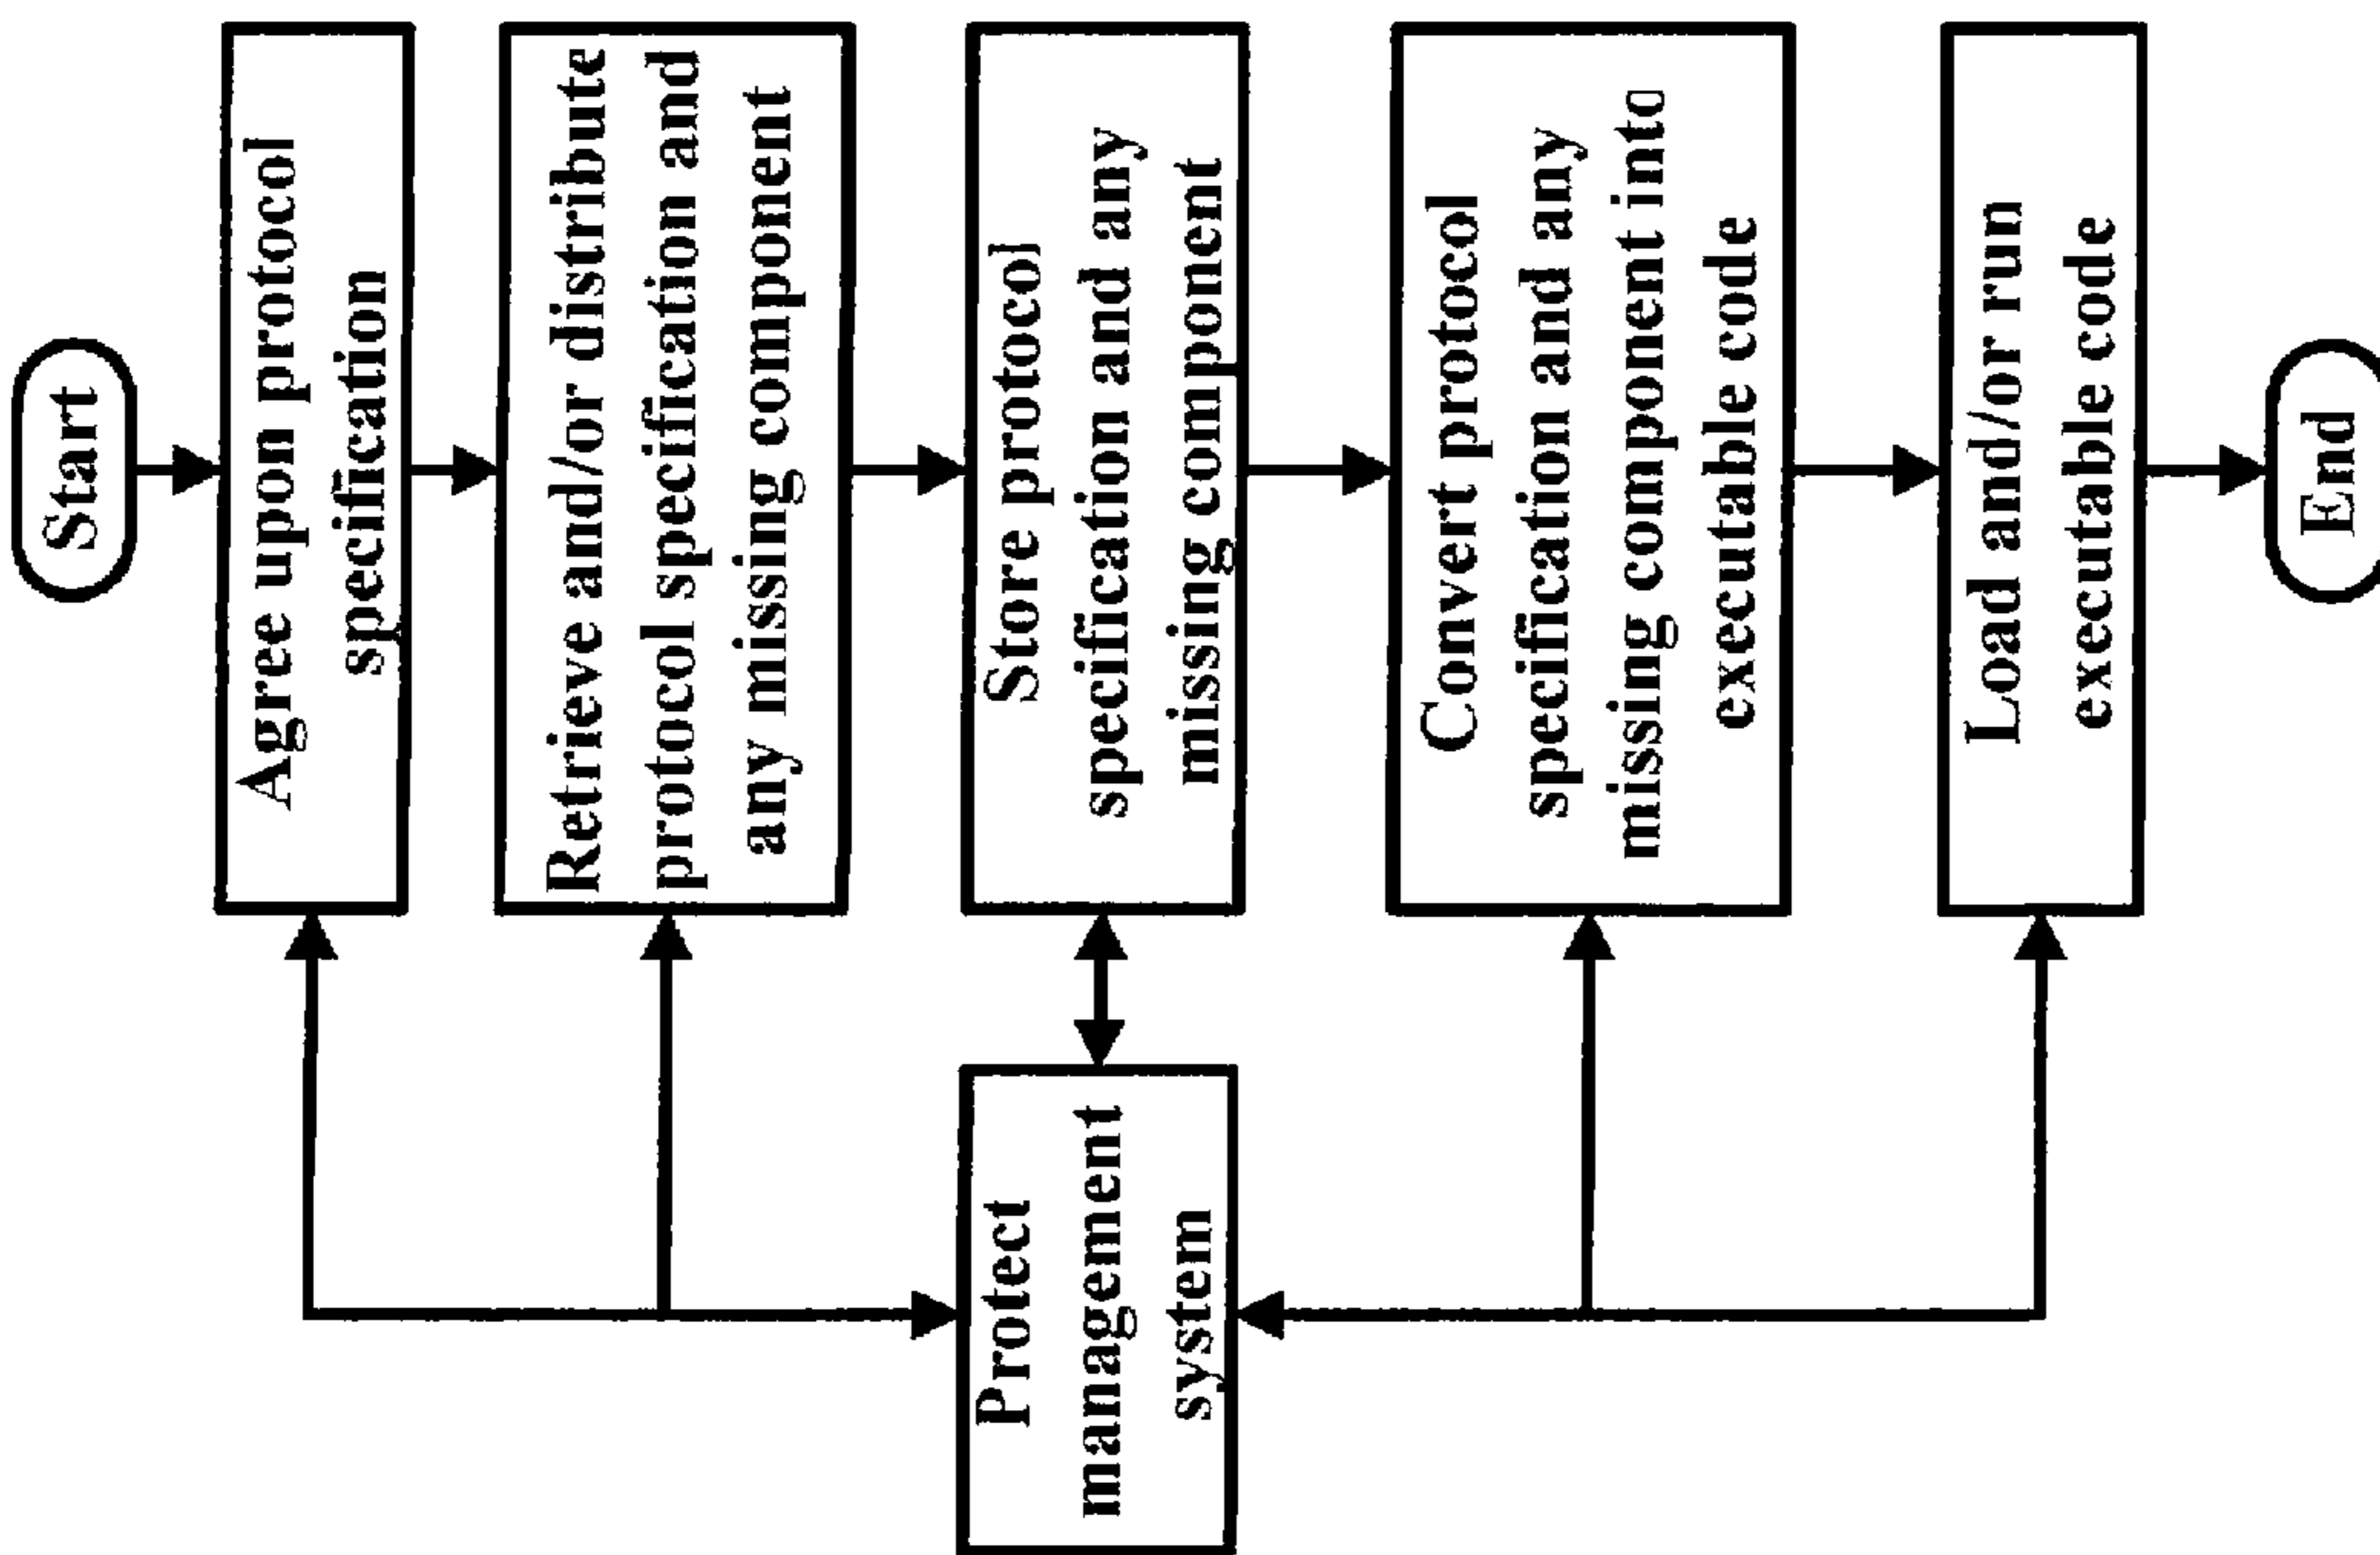 Start
Agree upon protocol
specification
Retrieve and/or distribute
protocol specification and
any missing component
Store protocol
specification and any
missing component
Convert protocol
specification and any
missing component into
executable code
Load and/or run
executable code
End
Protect
management
system